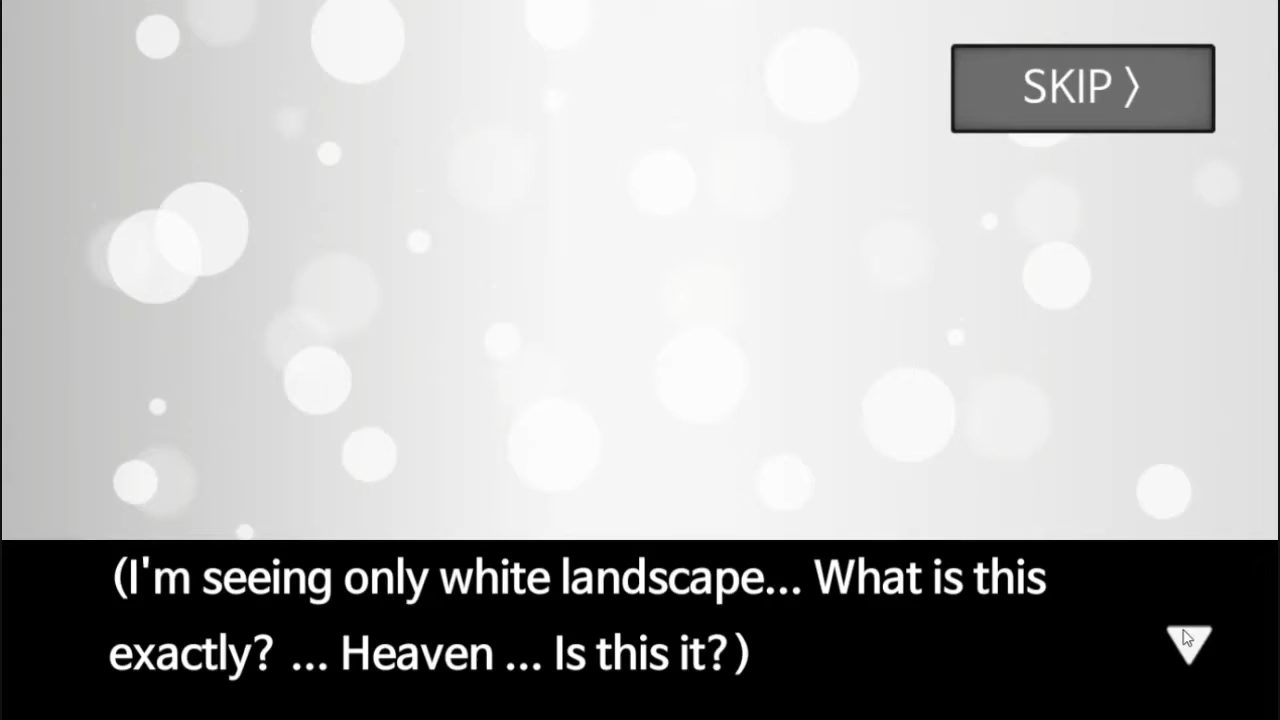 SKIP 〉
(I'm seeing only white landscape... What is this
exactly? ... Heaven ... Is this it?)